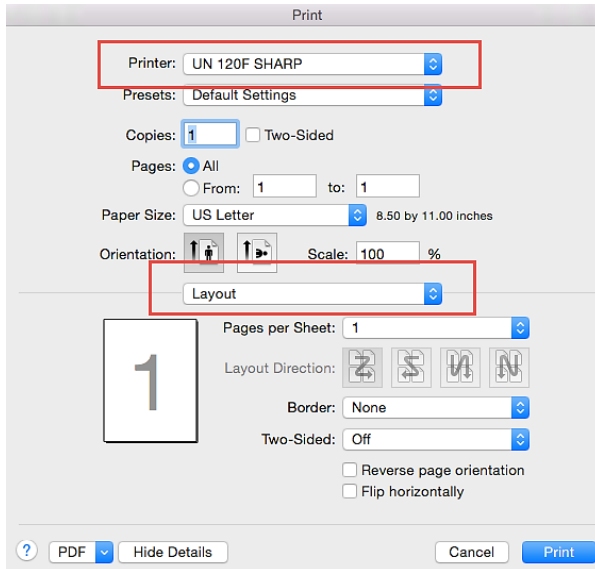 Print
Printer: UN 120F SHARP
Presets: Default Settings
Copies: 1 Two-Sided
Pages: All
From: 1 to: 1
Paper Size: US Letter 8.50 by 11.00 inches
Orientation: Scale: 100 %
Layout
Pages per Sheet: 1
1
Layout Direction:
Border: None
Two-Sided: Off
Reverse page orientation
Flip horizontally
? PDF Hide Details Cancel Print